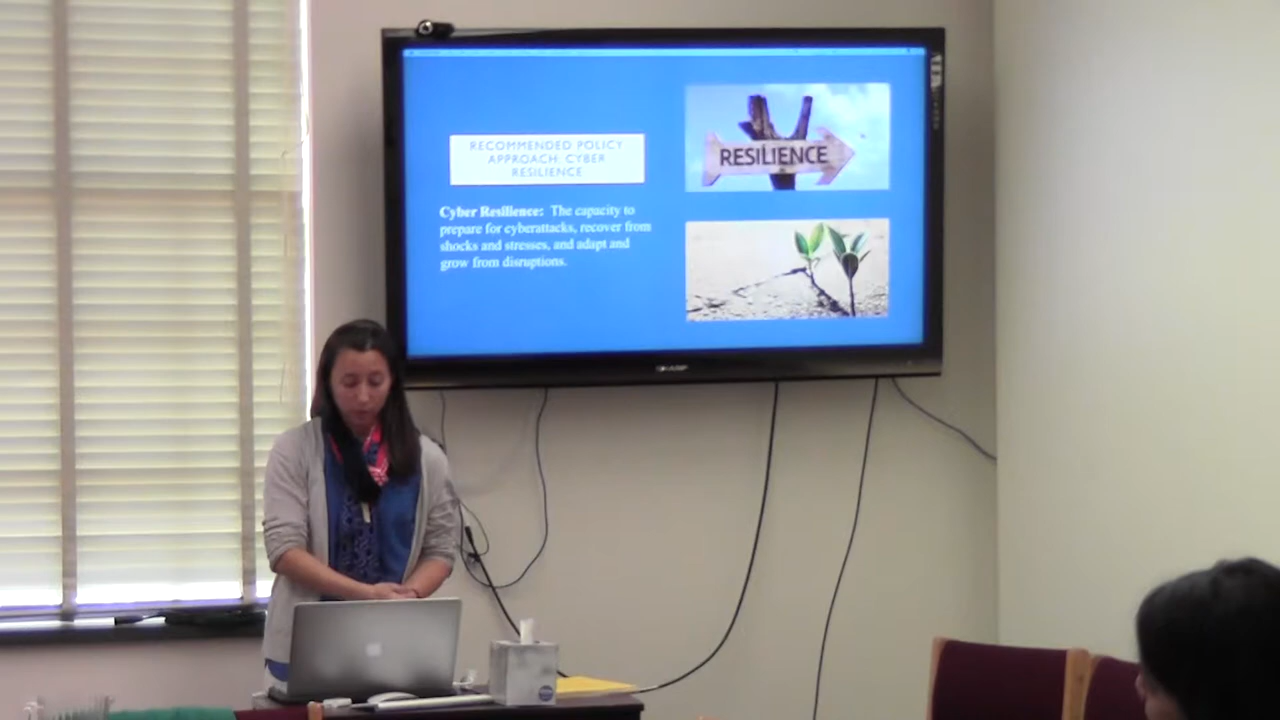 RECOMMENDED POLICY
APPROACH: CYBER
RESILIENCE
Cyber Resilience: The capacity to
prepare for cyberattacks, recover from
shocks and stresses, and adapt and
grow from disruptions.
RESILIENCE
SHARP